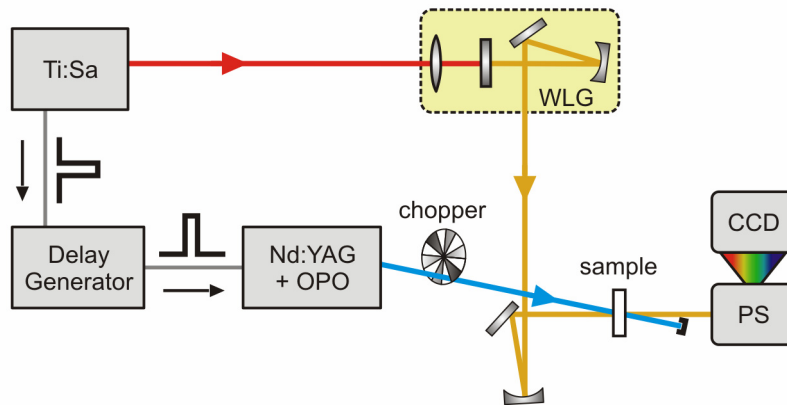 Ti:Sa
WLG
Delay
Generator
Nd:YAG
+ OPO
chopper
sample
CCD
PS